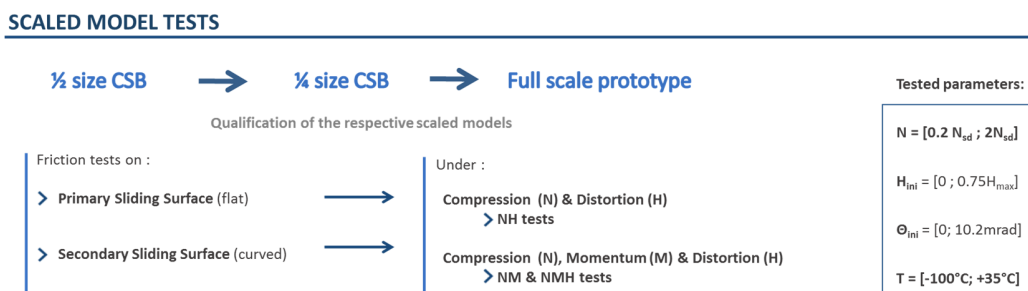 SCALED MODEL TESTS
½ size CSB
¼ size CSB
Full scale prototype
Qualification of the respective scaled models
Friction tests on :
Primary Sliding Surface (flat)
Secondary Sliding Surface (curved)
Under :
Compression (N) & Distortion (H)
NH tests
Compression (N), Momentum (M) & Distortion (H)
NM & NMH tests
Tested parameters:
N = [0.2 Nsd ; 2Nsd]
Hini = [0 ; 0.75Hmax]
Θini = [0; 10.2mrad]
T = [-100°C; +35°C]